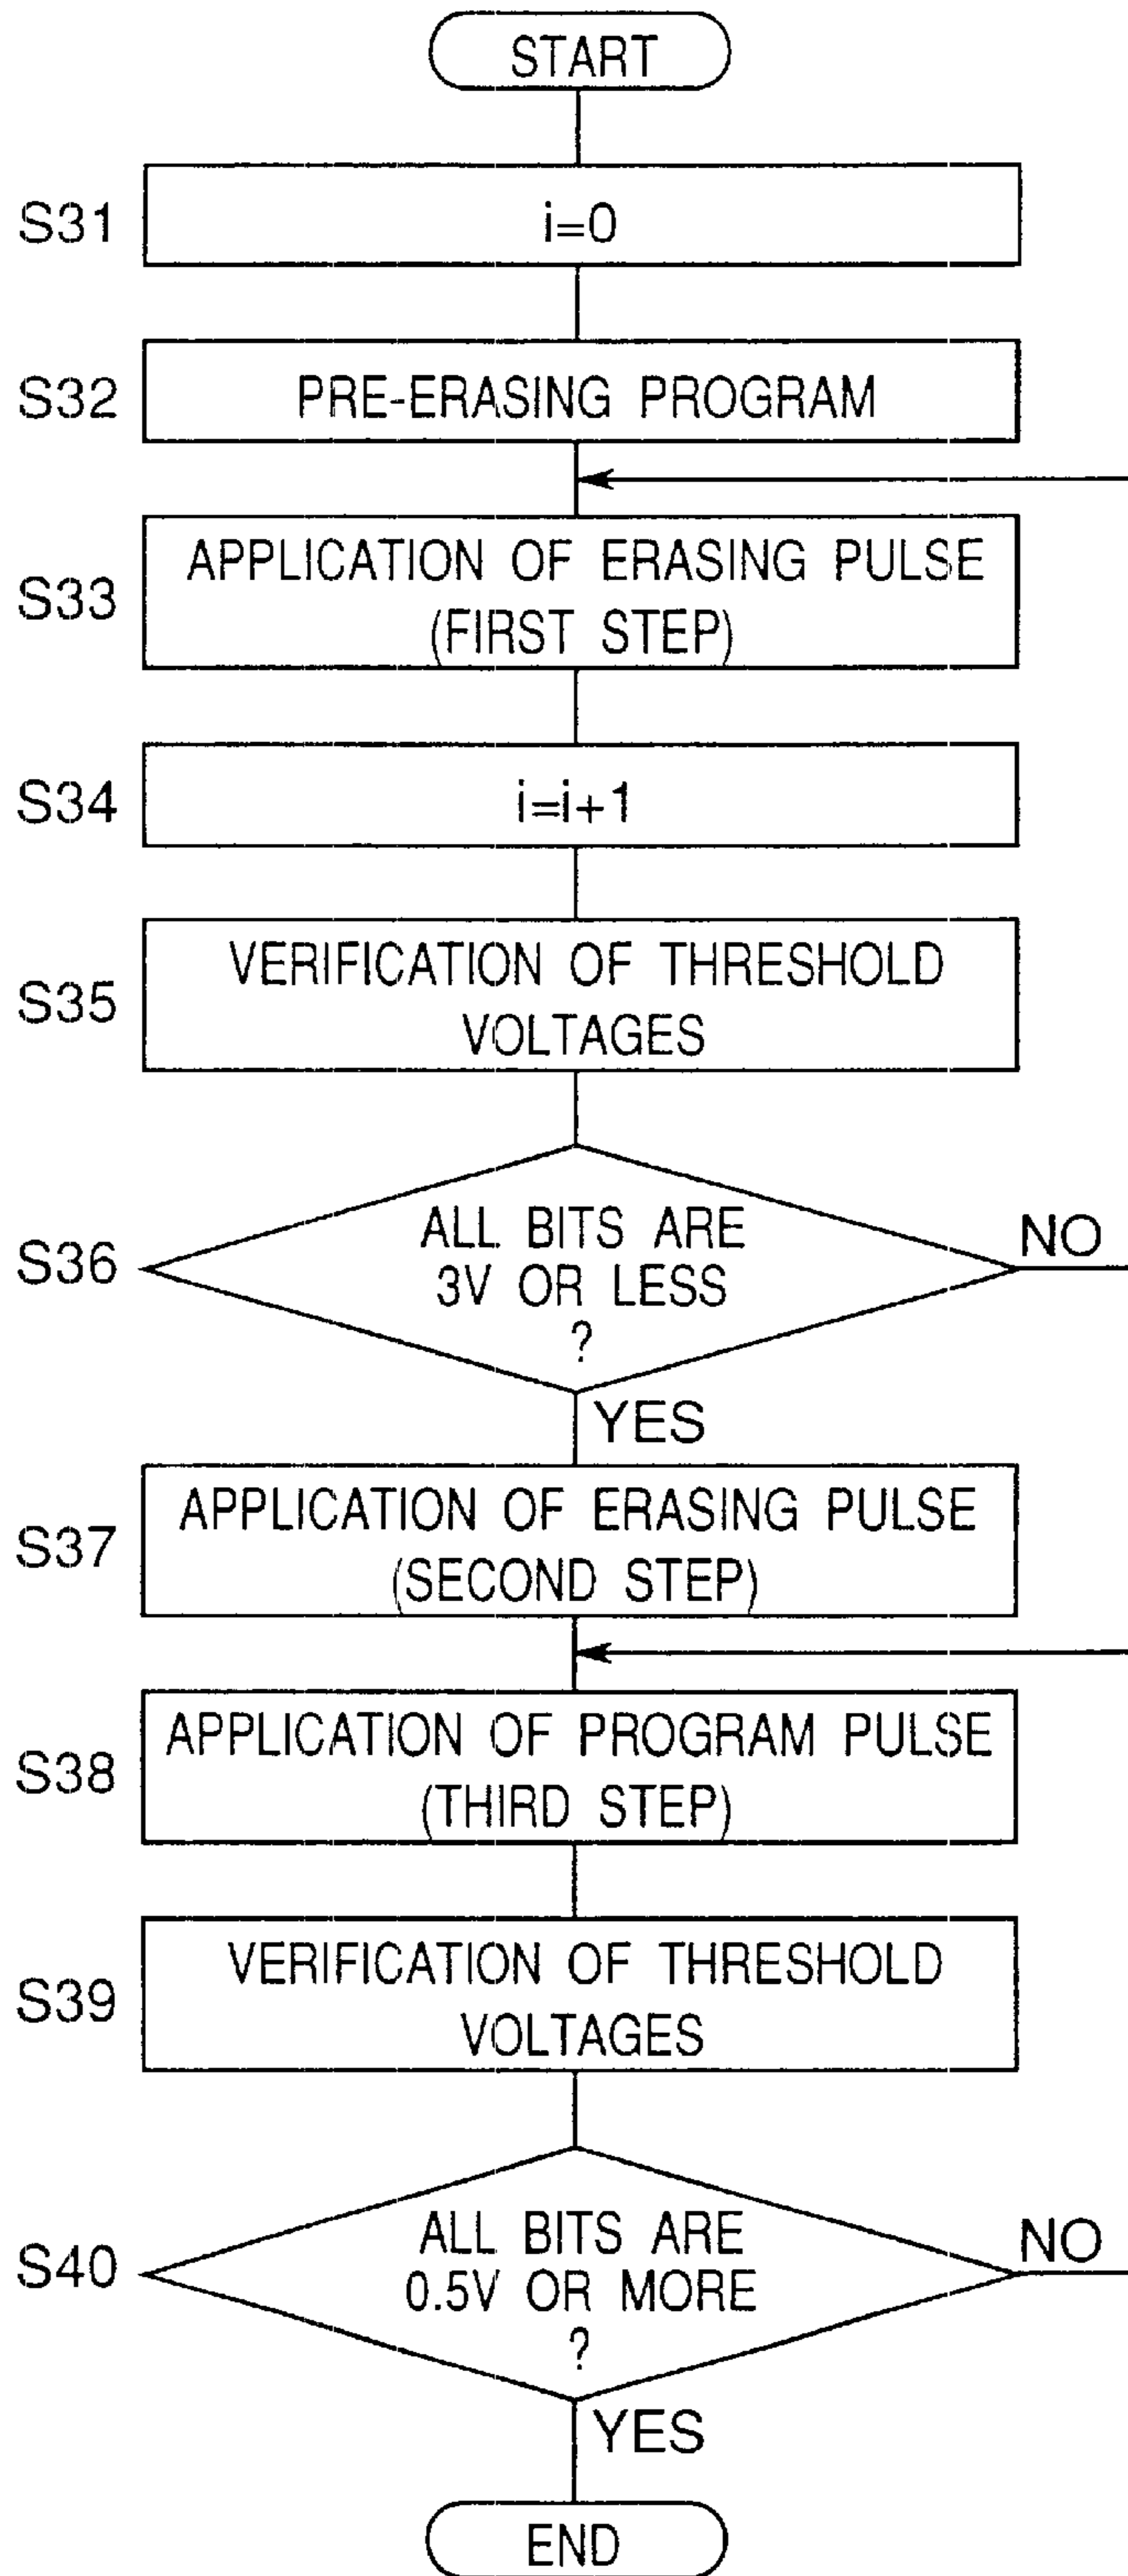 START
S31
i=0
S32
PRE-ERASING PROGRAM
S33
APPLICATION OF ERASING PULSE
(FIRST STEP)
S34
i=i+1
S35
VERIFICATION OF THRESHOLD
VOLTAGES
S36
ALL BITS ARE
3V OR LESS
?
NO
YES
S37
APPLICATION OF ERASING PULSE
(SECOND STEP)
S38
APPLICATION OF PROGRAM PULSE
(THIRD STEP)
S39
VERIFICATION OF THRESHOLD
VOLTAGES
S40
ALL BITS ARE
0.5V OR MORE
?
NO
YES
END